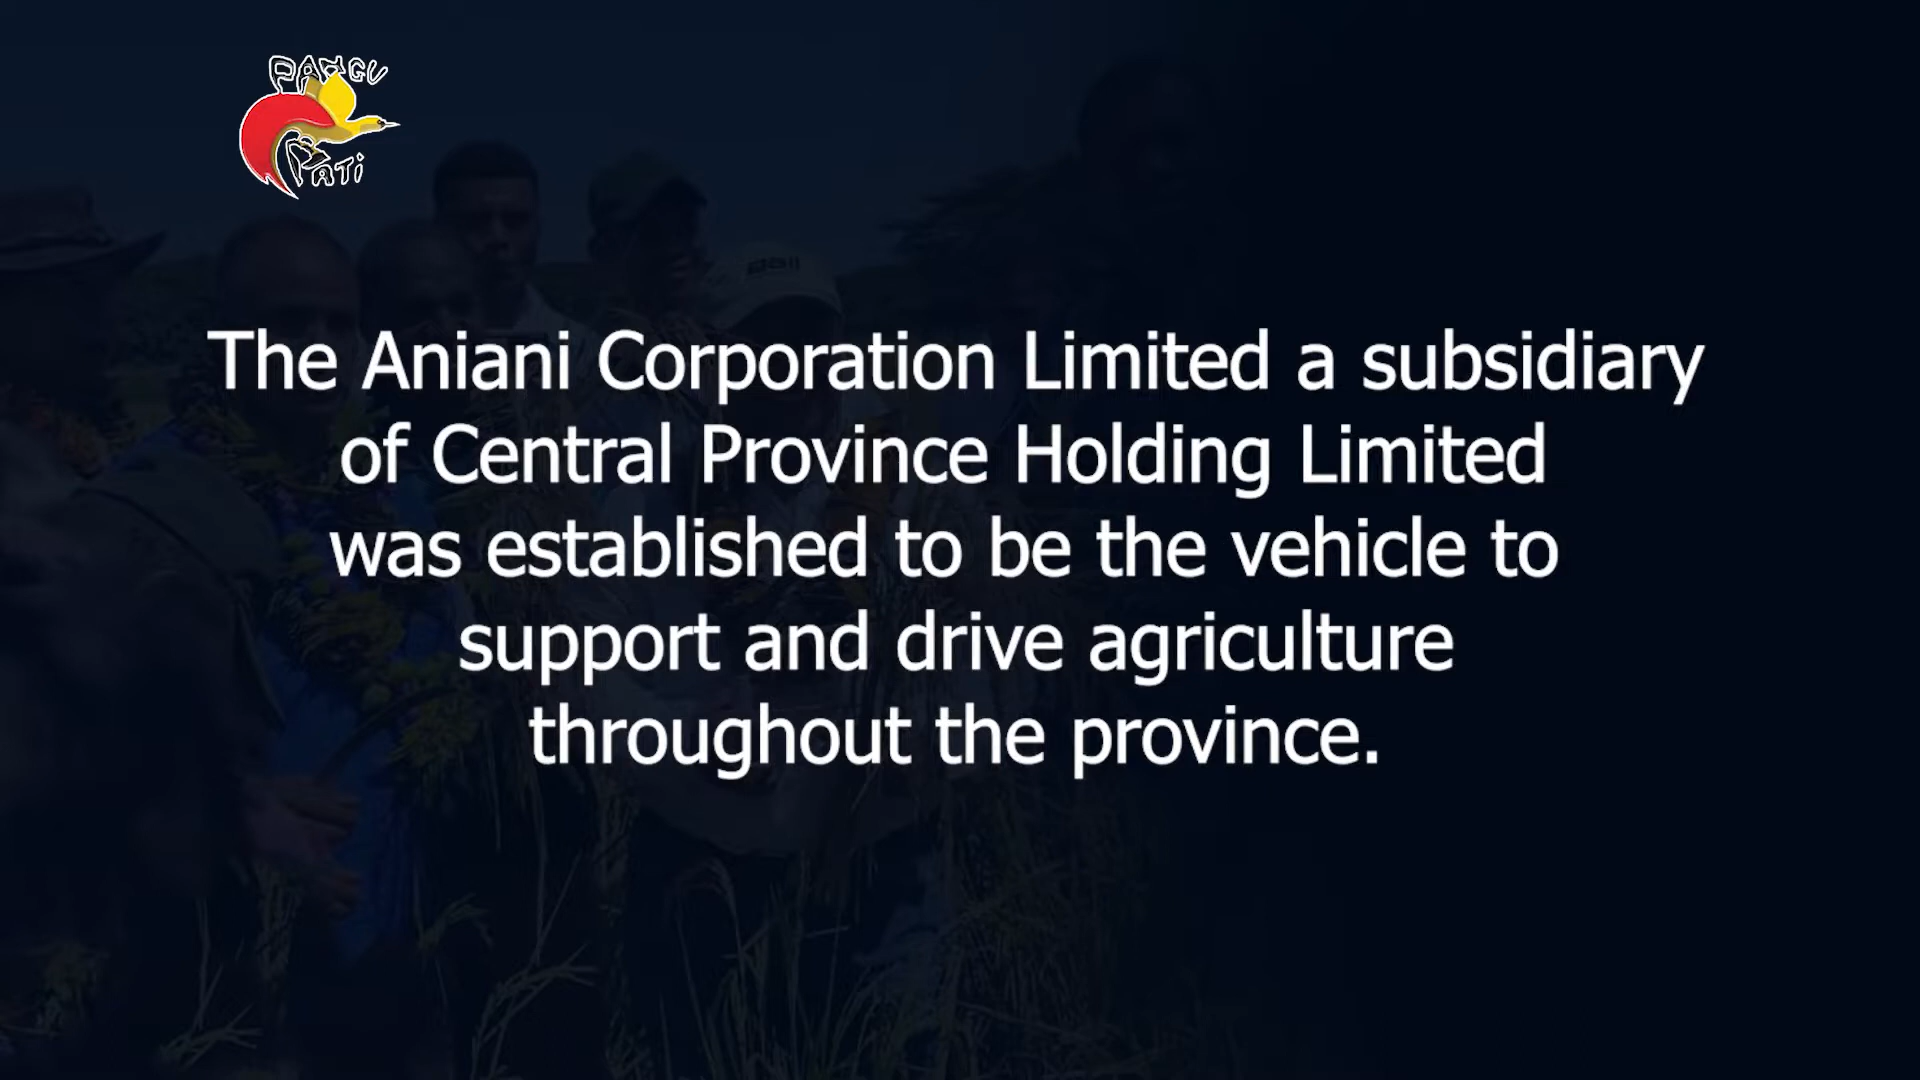 PANGU
PATI
The Aniani Corporation Limited a subsidiary
of Central Province Holding Limited
was established to be the vehicle to
support and drive agriculture
throughout the province.